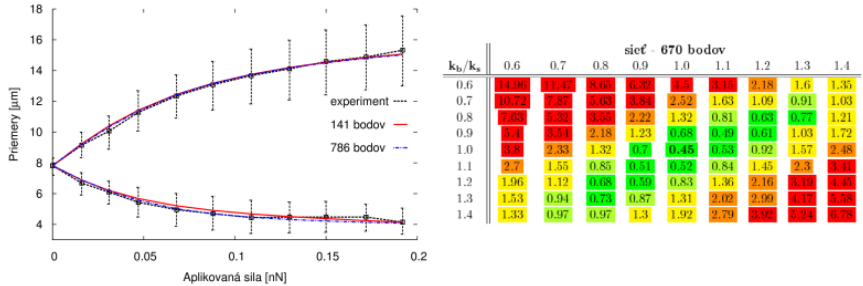 18
16
14
12
10
8
6
4
Priemery [µm]
experiment
141 bodov
786 bodov
0 0.05 0.1 0.15 0.2
Aplikovaná sila [nN]
sieť - 670 bodov
k_b/k_s 0.6 0.7 0.8 0.9 1.0 1.1 1.2 1.3 1.4
0.6 14.96 11.47 8.65 6.32 4.5 3.15 2.18 1.6 1.35
0.7 10.72 7.87 5.63 3.84 2.52 1.63 1.09 0.91 1.03
0.8 7.63 5.32 3.55 2.22 1.32 0.81 0.63 0.77 1.21
0.9 5.4 3.54 2.18 1.23 0.68 0.49 0.61 1.03 1.72
1.0 3.8 2.33 1.32 0.7 0.45 0.53 0.92 1.57 2.48
1.1 2.7 1.55 0.85 0.51 0.52 0.84 1.45 2.3 3.41
1.2 1.96 1.12 0.68 0.59 0.83 1.36 2.16 3.19 4.45
1.3 1.53 0.94 0.73 0.87 1.31 2.02 2.99 4.17 5.58
1.4 1.33 0.97 0.97 1.3 1.92 2.79 3.92 5.24 6.78